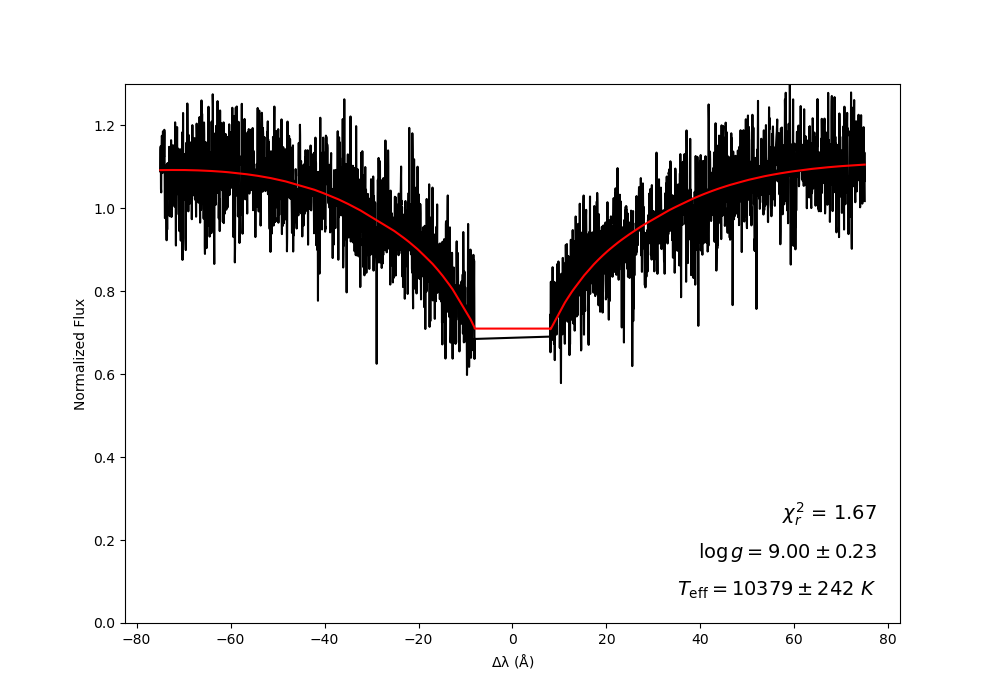 1.2
1.0
0.8
0.6
0.4
0.2
0.0
Normalized Flux
χ²ᵣ = 1.67
log g = 9.00 ± 0.23
T_eff = 10379 ± 242 K
−80 −60 −40 −20 0 20 40 60 80
Δλ (Å)